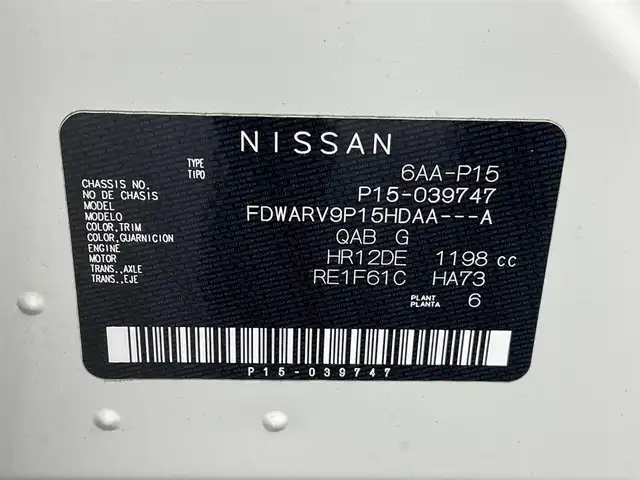 NISSAN
TYPE 6AA-P15
TIPO
CHASSIS NO. P15-039747
NO DE CHASIS
MODEL FDWARV9P15HDAA---A
MODELO
COLOR,TRIM QAB G
COLOR,GUARNICION
ENGINE HR12DE 1198 cc
MOTOR
TRANS.,AXLE RE1F61C HA73
TRANS.,EJE
PLANT 6
PLANTA
P15-039747